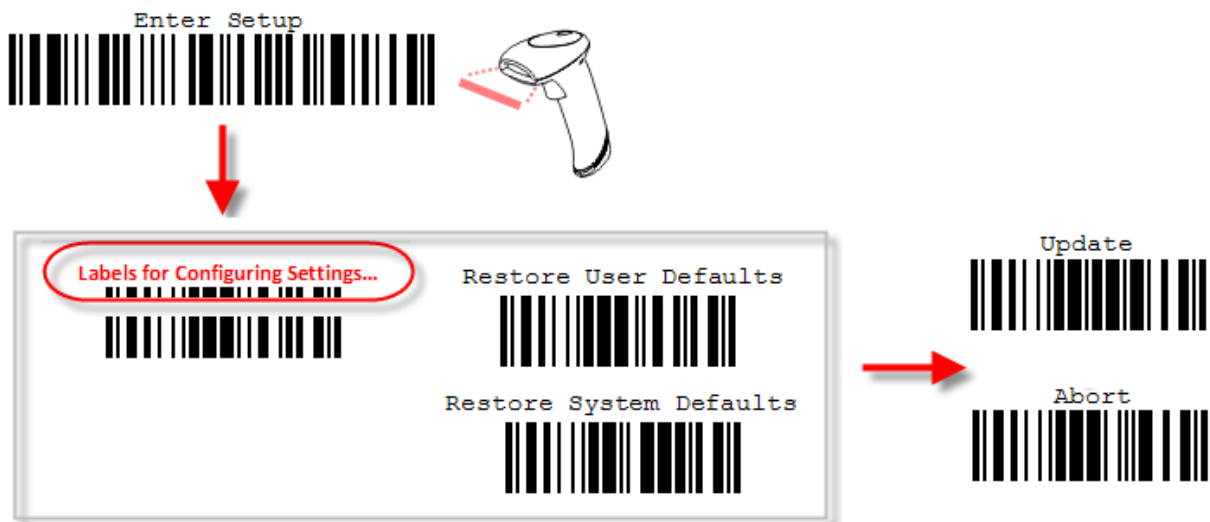 Enter Setup
Labels for Configuring Settings...
Restore User Defaults
Restore System Defaults
Update
Abort